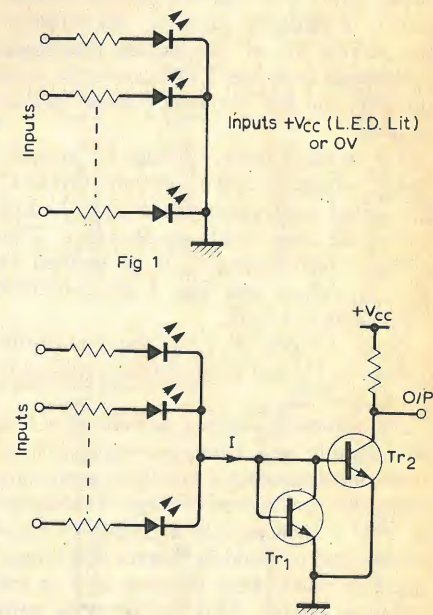 Inputs
Inputs +Vcc (L.E.D. Lit)
or 0V
Fig 1
+Vcc
O/P
Inputs
I
Tr2
Tr1